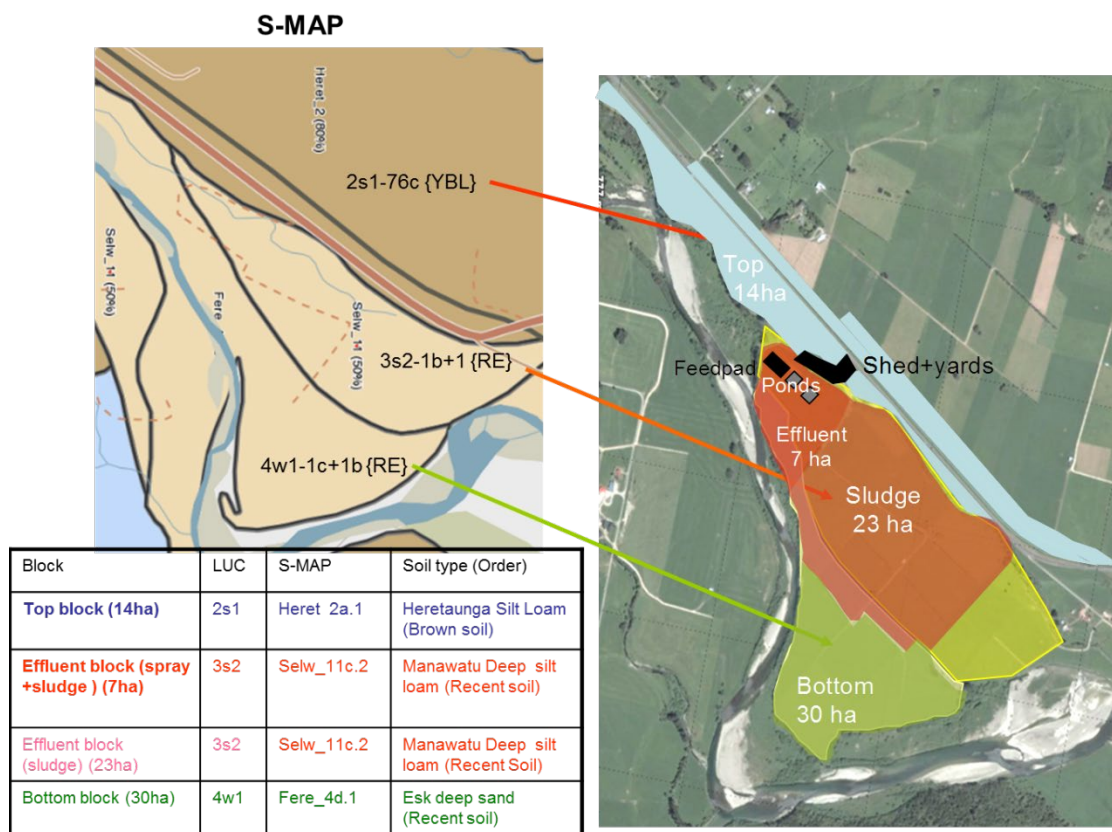 S-MAP
Heret_2 (80%)
2s1-76c {YBL}
Selw_11 (50%)
Fere_
Selw_11 (50%)
3s2-1b+1 {RE}
4w1-1c+1b {RE}
Top
14ha
Feedpad
Shed+yards
Ponds
Effluent
7 ha
Sludge
23 ha
Bottom
30 ha
Block LUC S-MAP Soil type (Order)
Top block (14ha) 2s1 Heret 2a.1 Heretaunga Silt Loam
(Brown soil)
Effluent block (spray
+sludge ) (7ha) 3s2 Selw_11c.2 Manawatu Deep silt
loam (Recent soil)
Effluent block
(sludge) (23ha) 3s2 Selw_11c.2 Manawatu Deep silt
loam (Recent Soil)
Bottom block (30ha) 4w1 Fere_4d.1 Esk deep sand
(Recent soil)